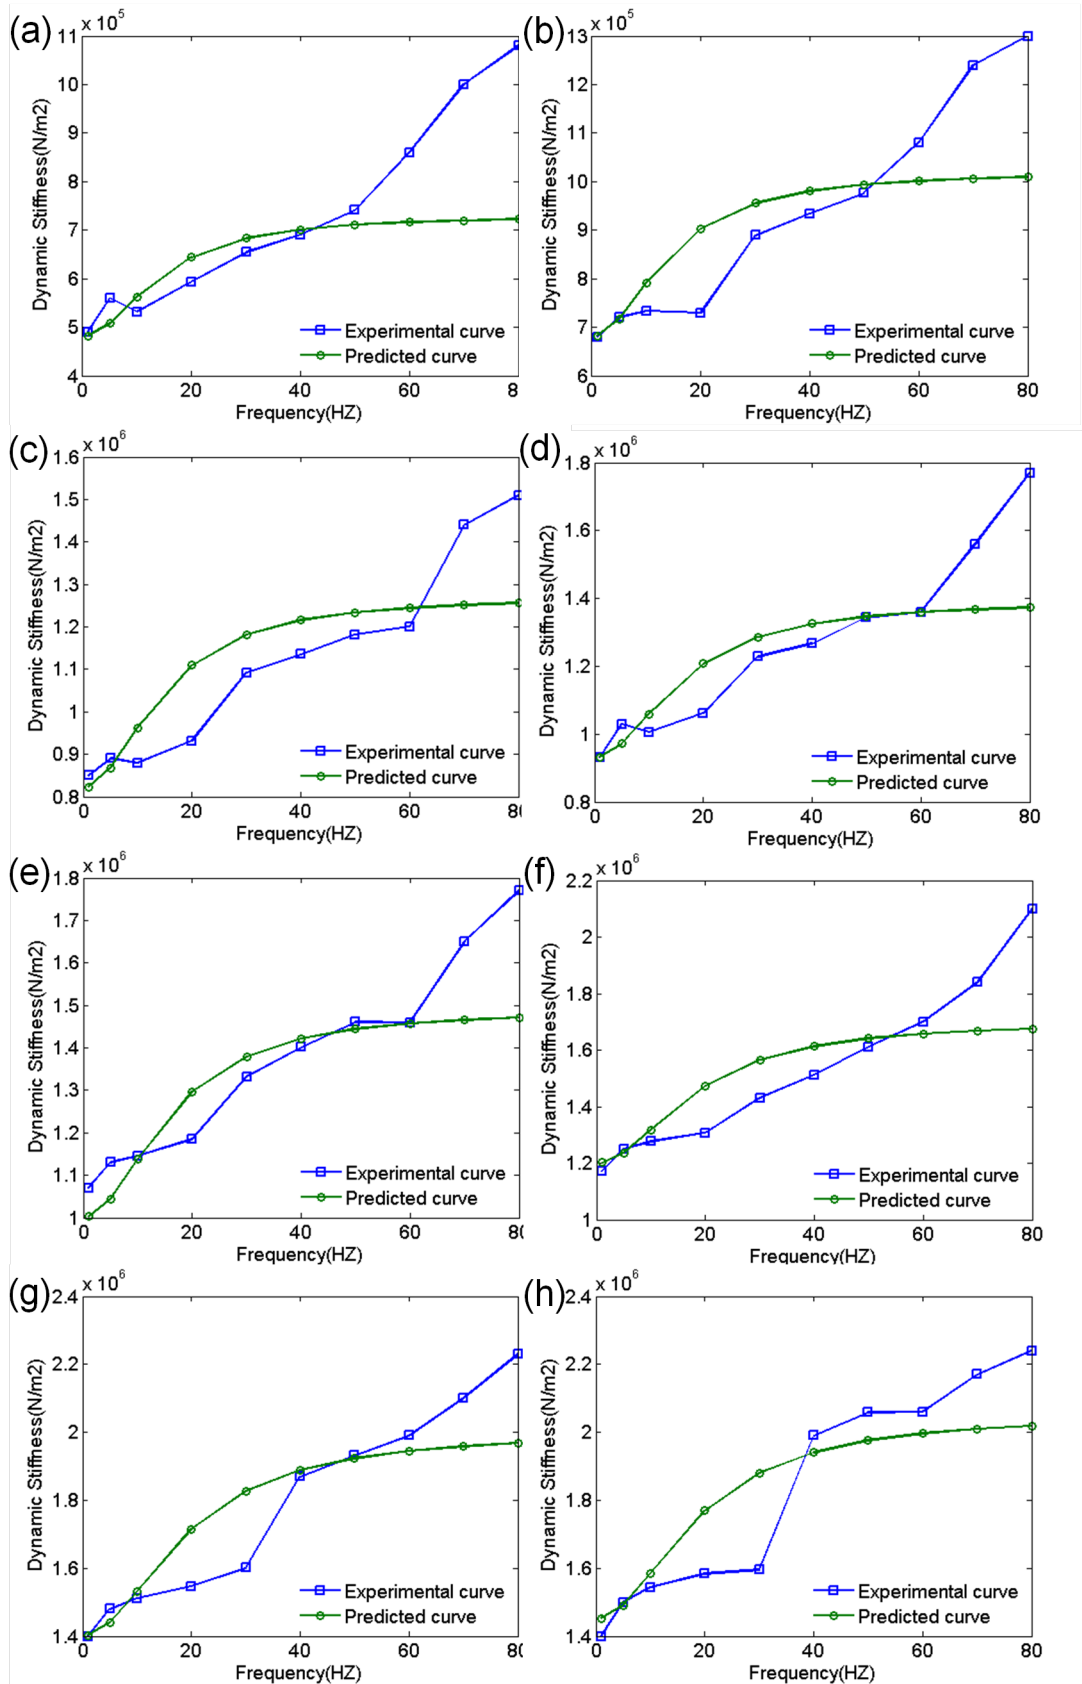 (a)
x 10^5
11
10
9
8
7
6
5
4
0 20 40 60 80
Dynamic Stiffness(N/m2)
Frequency(HZ)
Experimental curve
Predicted curve
(b)
x 10^5
13
12
11
10
9
8
7
6
0 20 40 60 80
Dynamic Stiffness(N/m2)
Frequency(HZ)
Experimental curve
Predicted curve
(c)
x 10^6
1.6
1.5
1.4
1.3
1.2
1.1
1
0.9
0.8
0 20 40 60 80
Dynamic Stiffness(N/m2)
Frequency(HZ)
Experimental curve
Predicted curve
(d)
x 10^6
1.8
1.6
1.4
1.2
1
0.8
0 20 40 60 80
Dynamic Stiffness(N/m2)
Frequency(HZ)
Experimental curve
Predicted curve
(e)
x 10^6
1.8
1.7
1.6
1.5
1.4
1.3
1.2
1.1
1
0 20 40 60 80
Dynamic Stiffness(N/m2)
Frequency(HZ)
Experimental curve
Predicted curve
(f)
x 10^6
2.2
2
1.8
1.6
1.4
1.2
1
0 20 40 60 80
Dynamic Stiffness(N/m2)
Frequency(HZ)
Experimental curve
Predicted curve
(g)
x 10^6
2.4
2.2
2
1.8
1.6
1.4
0 20 40 60 80
Dynamic Stiffness(N/m2)
Frequency(HZ)
Experimental curve
Predicted curve
(h)
x 10^6
2.4
2.2
2
1.8
1.6
1.4
0 20 40 60 80
Dynamic Stiffness(N/m2)
Frequency(HZ)
Experimental curve
Predicted curve